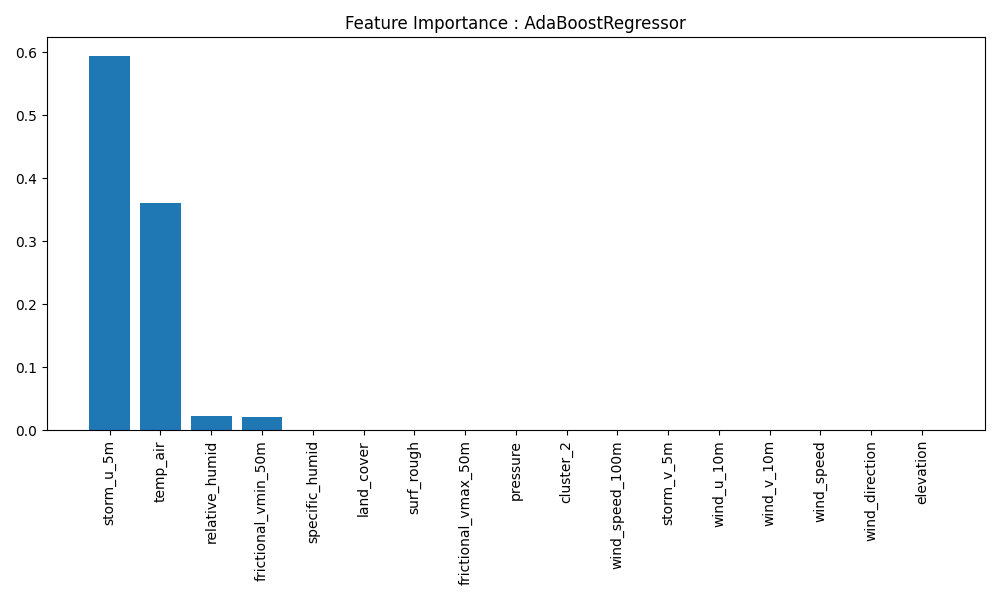 Feature Importance : AdaBoostRegressor
0.6
0.5
0.4
0.3
0.2
0.1
0.0
storm_u_5m
temp_air
relative_humid
frictional_vmin_50m
specific_humid
land_cover
surf_rough
frictional_vmax_50m
pressure
cluster_2
wind_speed_100m
storm_v_5m
wind_u_10m
wind_v_10m
wind_speed
wind_direction
elevation